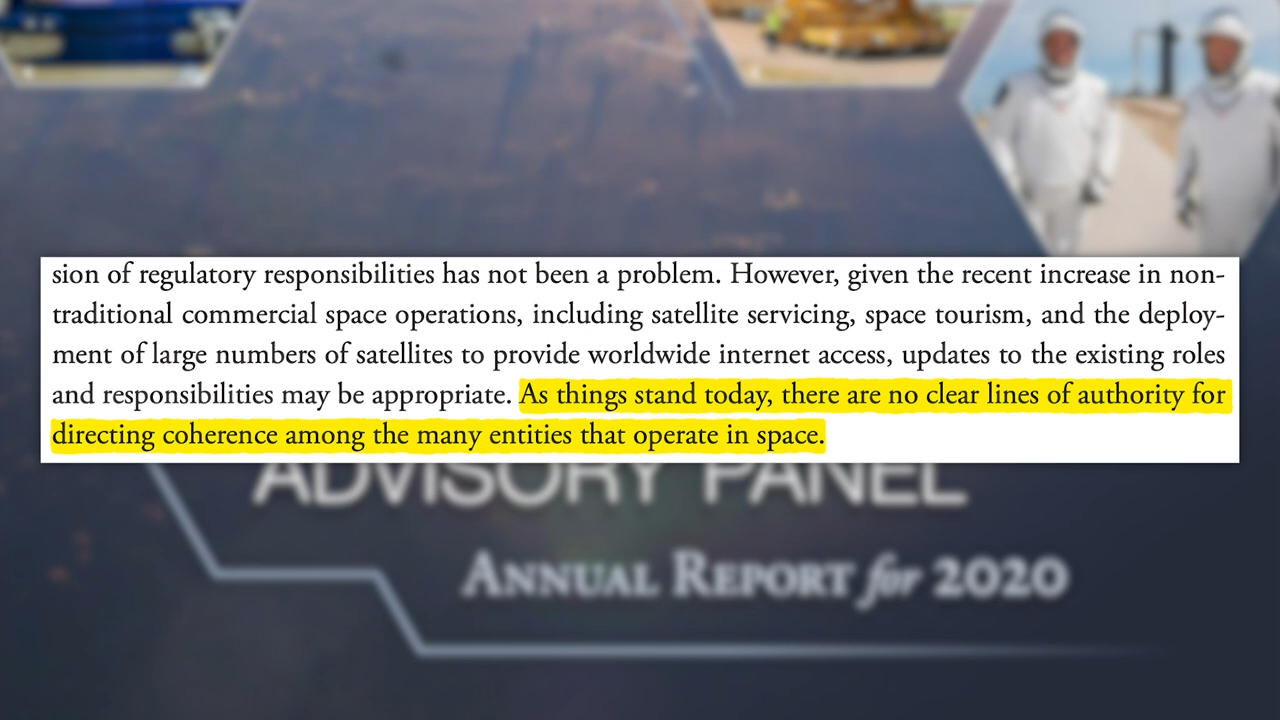 sion of regulatory responsibilities has not been a problem. However, given the recent increase in non-
traditional commercial space operations, including satellite servicing, space tourism, and the deploy-
ment of large numbers of satellites to provide worldwide internet access, updates to the existing roles
and responsibilities may be appropriate. As things stand today, there are no clear lines of authority for
directing coherence among the many entities that operate in space.
ADVISORY PANEL
ANNUAL REPORT for 2020